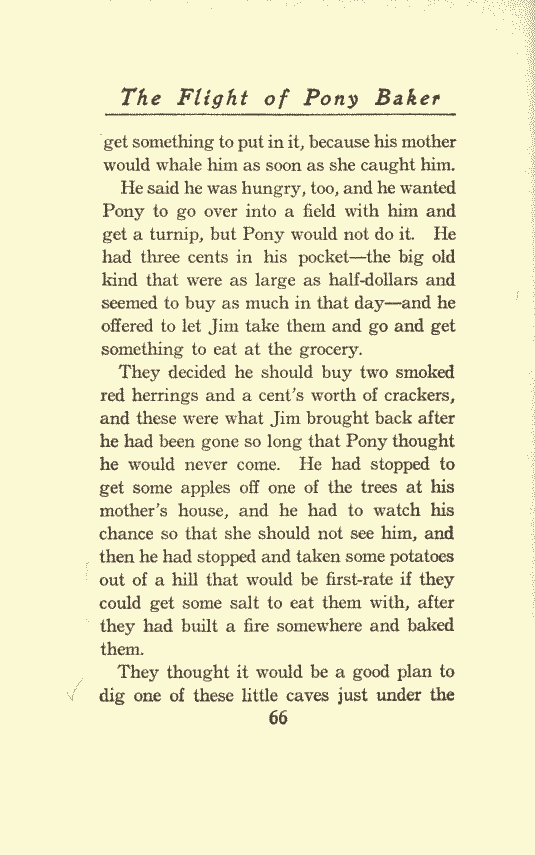 The Flight of Pony Baker
get something to put in it, because his mother
would whale him as soon as she caught him.
He said he was hungry, too, and he wanted
Pony to go over into a field with him and
get a turnip, but Pony would not do it. He
had three cents in his pocket—the big old
kind that were as large as half-dollars and
seemed to buy as much in that day—and he
offered to let Jim take them and go and get
something to eat at the grocery.
They decided he should buy two smoked
red herrings and a cent's worth of crackers,
and these were what Jim brought back after
he had been gone so long that Pony thought
he would never come. He had stopped to
get some apples off one of the trees at his
mother's house, and he had to watch his
chance so that she should not see him, and
then he had stopped and taken some potatoes
out of a hill that would be first-rate if they
could get some salt to eat them with, after
they had built a fire somewhere and baked
them.
They thought it would be a good plan to
dig one of these little caves just under the
66